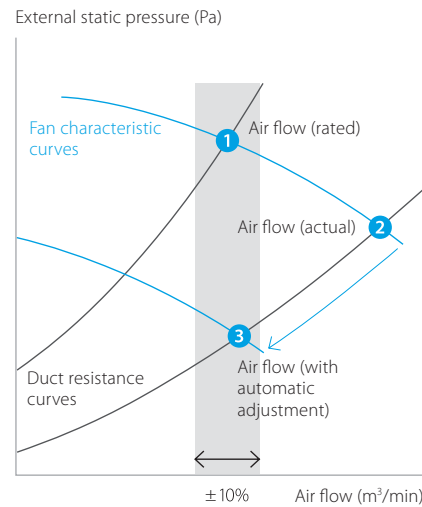 External static pressure (Pa)
Fan characteristic
curves
1
Air flow (rated)
Air flow (actual)
2
3
Duct resistance
curves
Air flow (with
automatic
adjustment)
±10%
Air flow (m³/min)